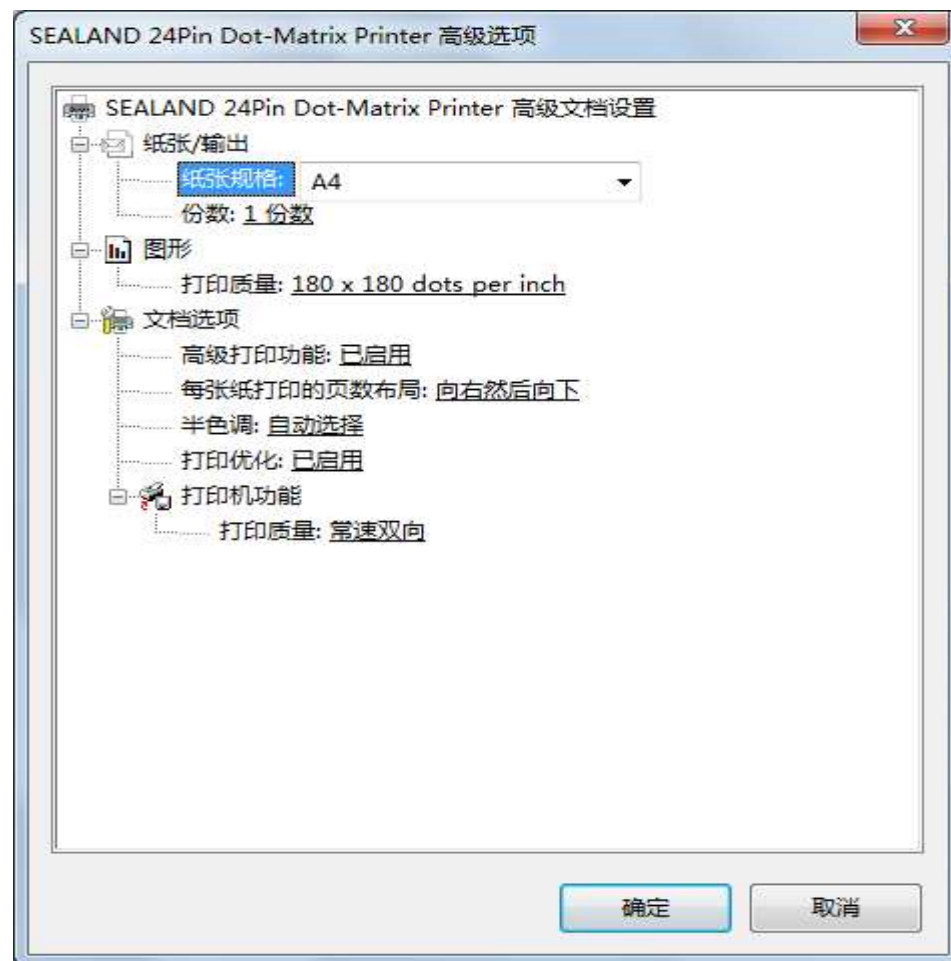 SEALAND 24Pin Dot-Matrix Printer 高级选项
SEALAND 24Pin Dot-Matrix Printer 高级文档设置
纸张/输出
纸张规格: A4
份数: 1 份数
图形
打印质量: 180 x 180 dots per inch
文档选项
高级打印功能: 已启用
每张纸打印的页数布局: 向右然后向下
半色调: 自动选择
打印优化: 已启用
打印机功能
打印质量: 常速双向
确定 取消